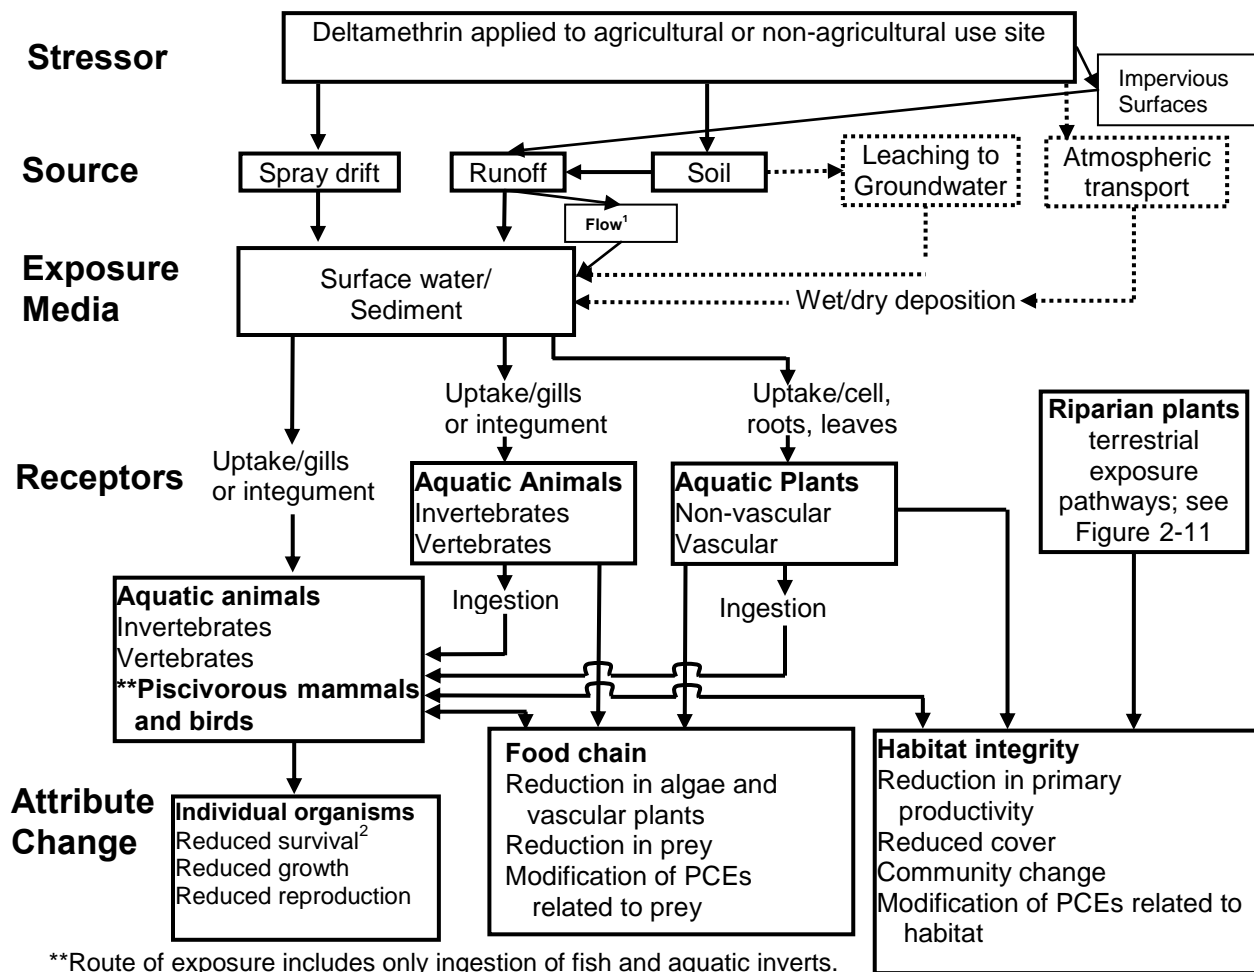 Stressor
Deltamethrin applied to agricultural or non-agricultural use site
Impervious
Surfaces
Source
Spray drift
Runoff
Soil
Leaching to
Groundwater
Atmospheric
transport
Flow¹
Exposure
Media
Surface water/
Sediment
Wet/dry deposition
Receptors
Uptake/gills
or integument
Uptake/gills
or integument
Uptake/cell,
roots, leaves
Riparian plants
terrestrial
exposure
pathways; see
Figure 2-11
Aquatic Animals
Invertebrates
Vertebrates
Aquatic Plants
Non-vascular
Vascular
Ingestion
Ingestion
Aquatic animals
Invertebrates
Vertebrates
**Piscivorous mammals
and birds
Attribute
Change
Individual organisms
Reduced survival²
Reduced growth
Reduced reproduction
Food chain
Reduction in algae and
vascular plants
Reduction in prey
Modification of PCEs
related to prey
Habitat integrity
Reduction in primary
productivity
Reduced cover
Community change
Modification of PCEs related to
habitat
**Route of exposure includes only ingestion of fish and aquatic inverts.